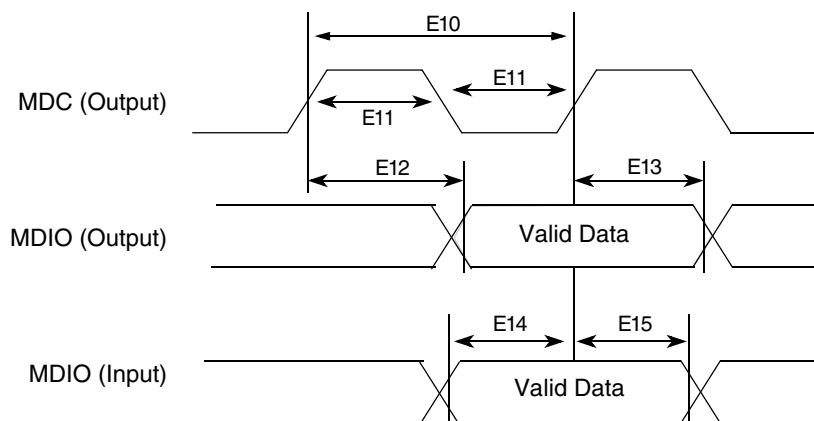 E10
MDC (Output)
E11
E11
E12
E13
MDIO (Output)
Valid Data
E14
E15
MDIO (Input)
Valid Data